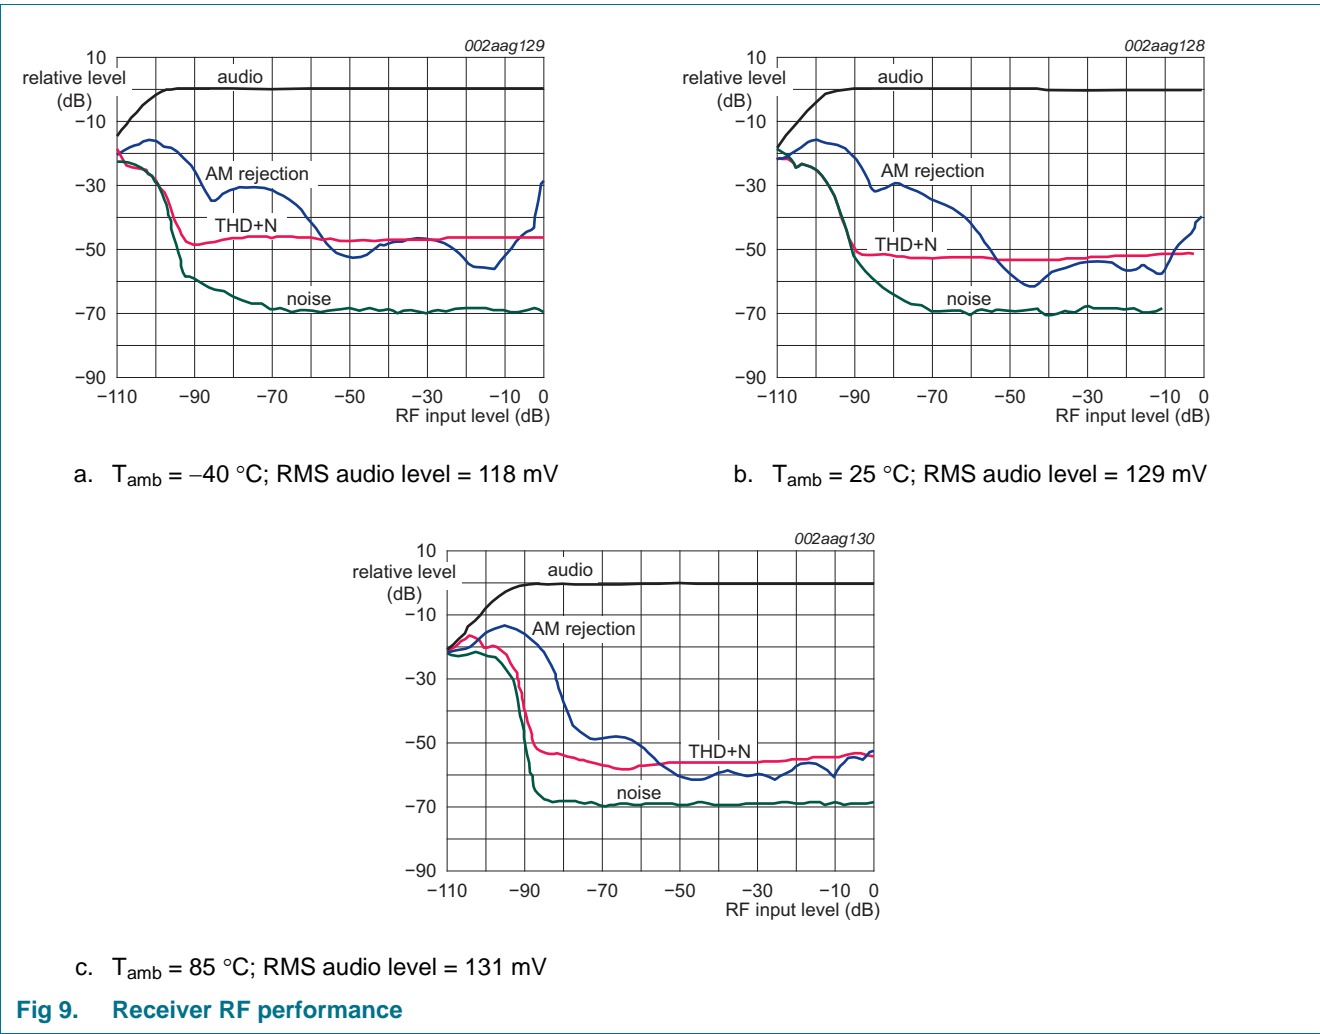 002aag129
10
relative level
(dB)
audio
−10
AM rejection
−30
THD+N
−50
noise
−70
−90
−110 −90 −70 −50 −30 −10 0
RF input level (dB)
a. Tamb = −40 °C; RMS audio level = 118 mV
002aag128
10
relative level
(dB)
audio
−10
AM rejection
−30
THD+N
−50
noise
−70
−90
−110 −90 −70 −50 −30 −10 0
RF input level (dB)
b. Tamb = 25 °C; RMS audio level = 129 mV
002aag130
10
relative level
(dB)
audio
−10
AM rejection
−30
−50
THD+N
noise
−70
−90
−110 −90 −70 −50 −30 −10 0
RF input level (dB)
c. Tamb = 85 °C; RMS audio level = 131 mV
Fig 9. Receiver RF performance